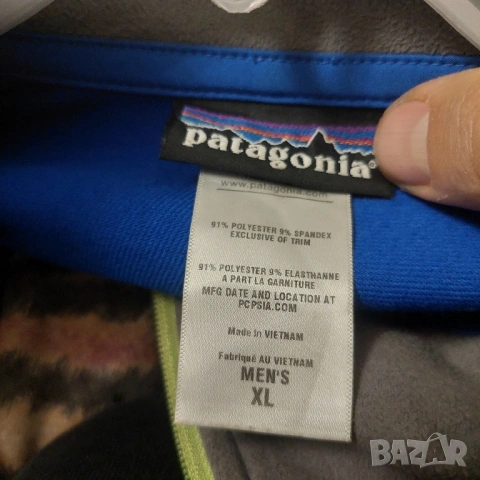 patagonia®
www.patagonia.com
91% POLYESTER 9% SPANDEX
EXCLUSIVE OF TRIM
91% POLYESTER 9% ELASTHANNE
A PART LA GARNITURE
MFG DATE AND LOCATION AT
PCPSIA.COM
Made in VIETNAM
Fabriqué AU VIETNAM
MEN'S
XL
BAZAR